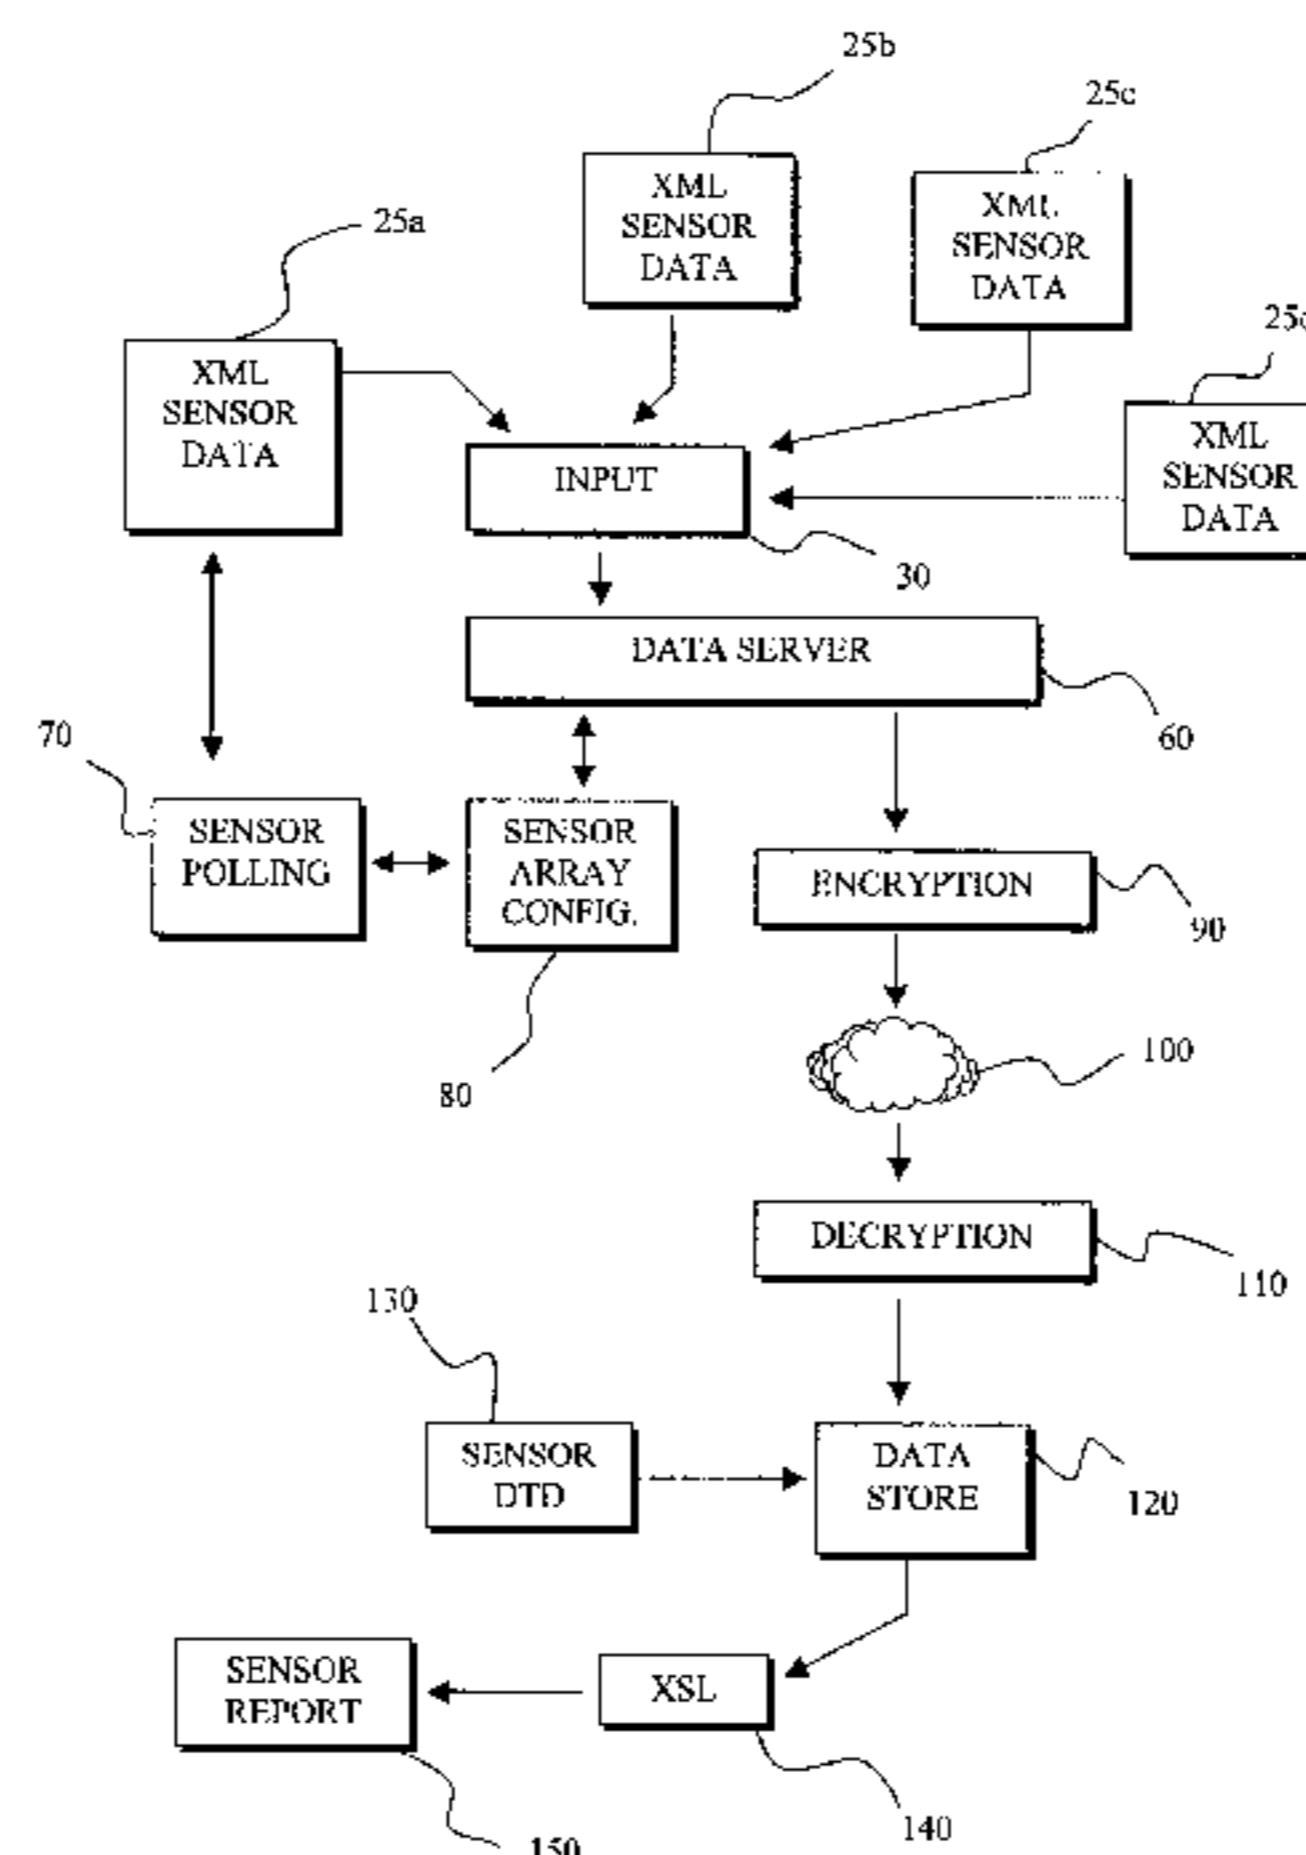 25b
25c
XML
SENSOR
DATA
XML
SENSOR
DATA
25a
XML
SENSOR
DATA
XML
SENSOR
DATA
INPUT
30
DATA SERVER
60
70
SENSOR
POLLING
SENSOR
ARRAY
CONFIG.
ENCRYPTION
90
80
100
DECRYPTION
110
130
SENSOR
DTD
DATA
STORE
120
SENSOR
REPORT
XSL
140
150